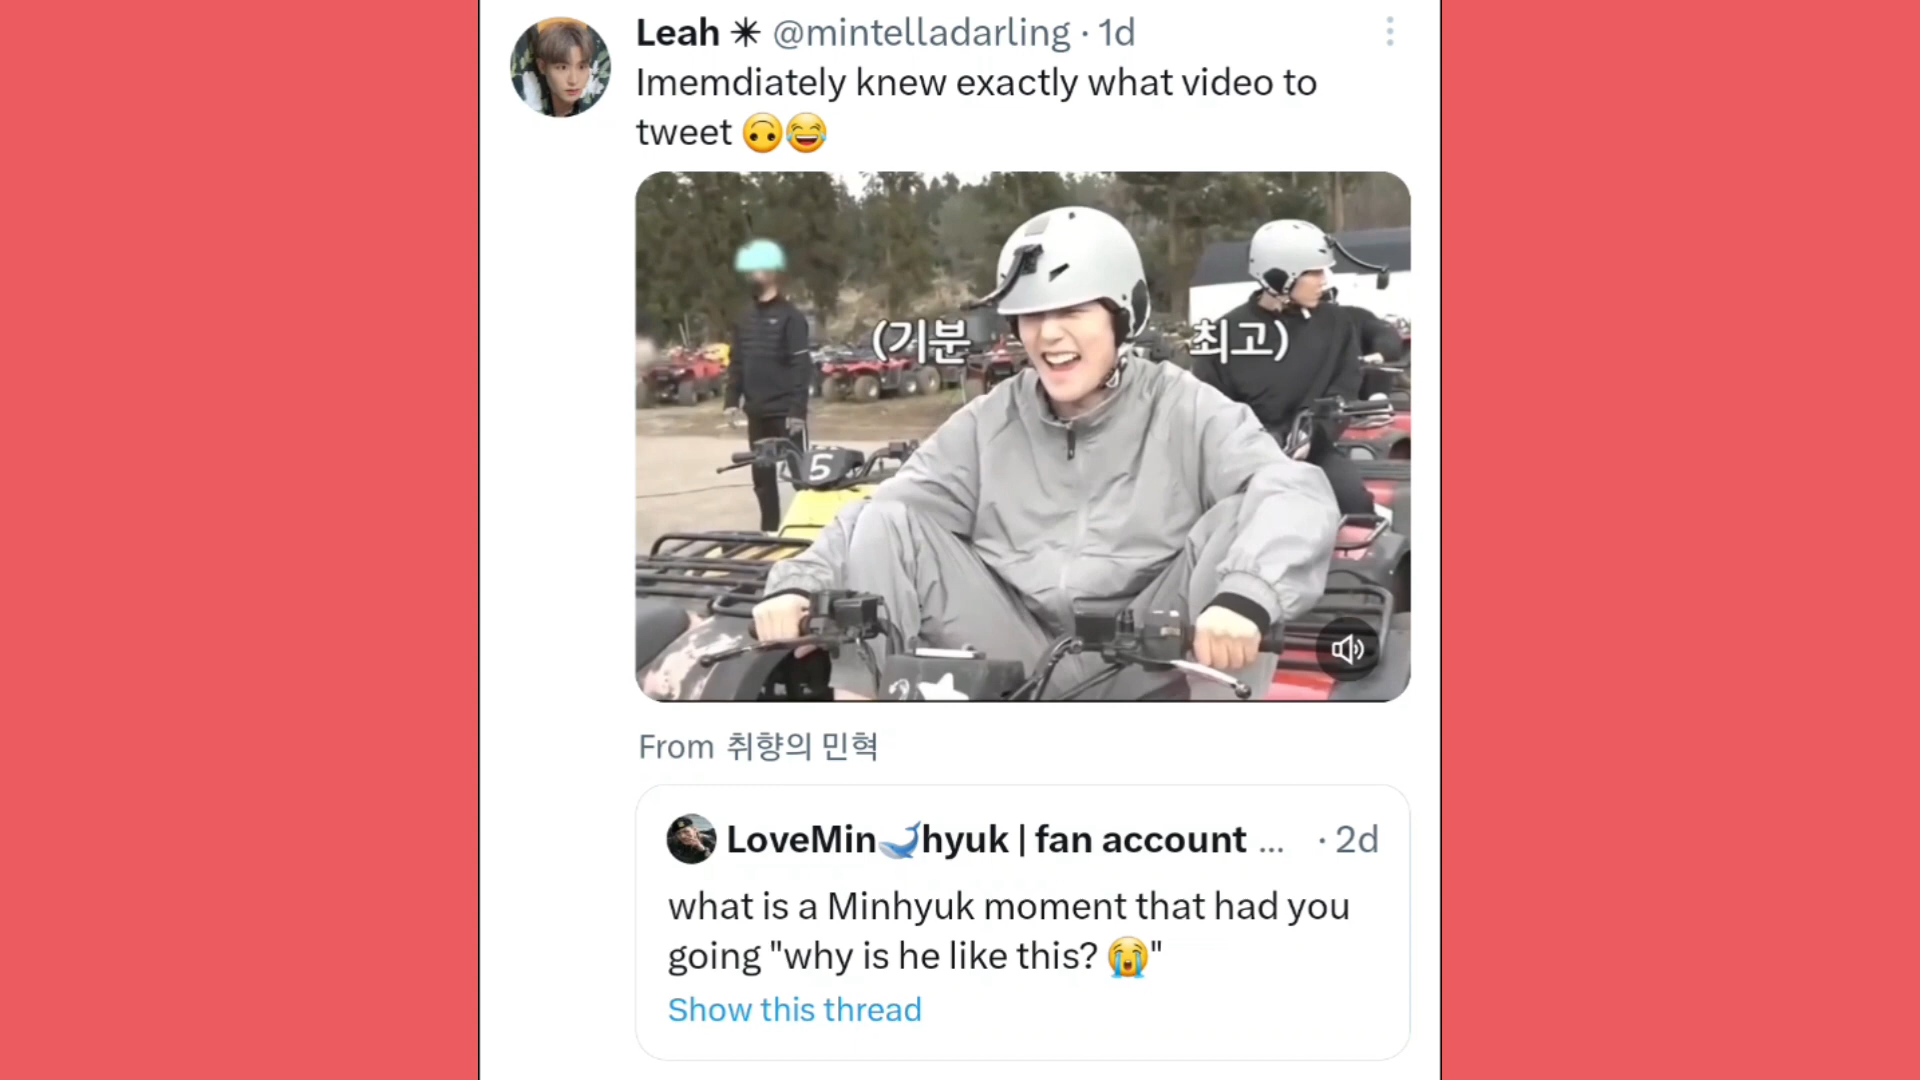 Leah ✴ @mintelladarling · 1d
Imemdiately knew exactly what video to
tweet 🙃😂
(기분 최고)
5
From 취향의 민혁
LoveMin🐳hyuk | fan account ... · 2d
what is a Minhyuk moment that had you
going "why is he like this? 😭"
Show this thread